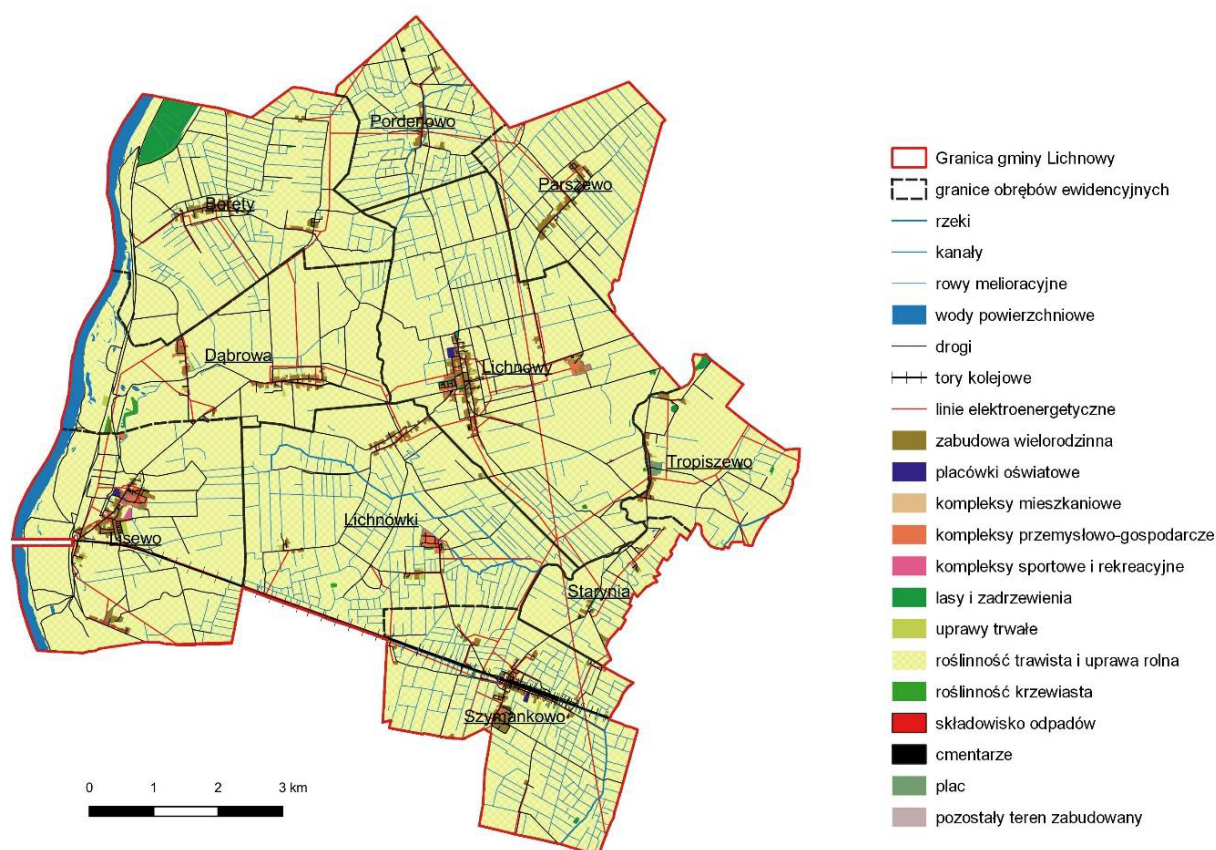 Pordenowo
Parszewo
Boręty
Dąbrowa
Lichnowy
Tropiszewo
Lichnówki
Lisewo
Starynia
Szymankowo
0 1 2 3 km
Granica gminy Lichnowy
granice obrębów ewidencyjnych
rzeki
kanały
rowy melioracyjne
wody powierzchniowe
drogi
tory kolejowe
linie elektroenergetyczne
zabudowa wielorodzinna
placówki oświatowe
kompleksy mieszkaniowe
kompleksy przemysłowo-gospodarcze
kompleksy sportowe i rekreacyjne
lasy i zadrzewienia
uprawy trwałe
roślinność trawista i uprawa rolna
roślinność krzewiasta
składowisko odpadów
cmentarze
plac
pozostały teren zabudowany